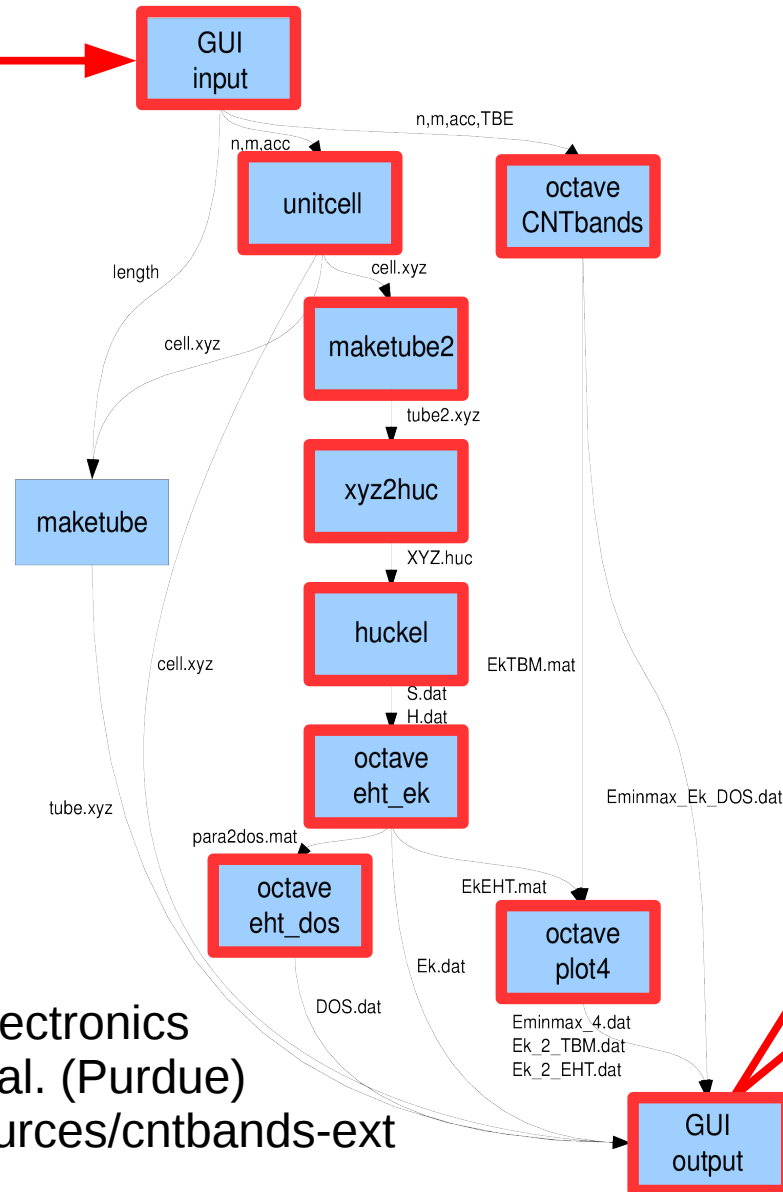 GUI
input
n,m,acc,TBE
n,m,acc
unitcell
octave
CNTbands
length
cell.xyz
cell.xyz
maketube2
tube2.xyz
maketube
xyz2huc
XYZ.huc
huckel
cell.xyz
EkTBM.mat
S.dat
H.dat
octave
eht_ek
tube.xyz
Eminmax_Ek_DOS.dat
para2dos.mat
EkEHT.mat
octave
eht_dos
octave
plot4
Ek.dat
DOS.dat
Eminmax_4.dat
Ek_2_TBM.dat
Ek_2_EHT.dat
ectronics
al. (Purdue)
urces/cntbands-ext
GUI
output